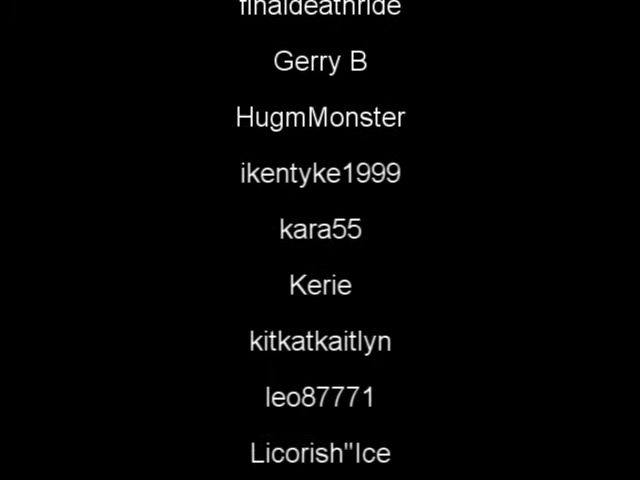 finaldeathride
Gerry B
HugmMonster
ikentyke1999
kara55
Kerie
kitkatkaitlyn
leo87771
Licorish"Ice